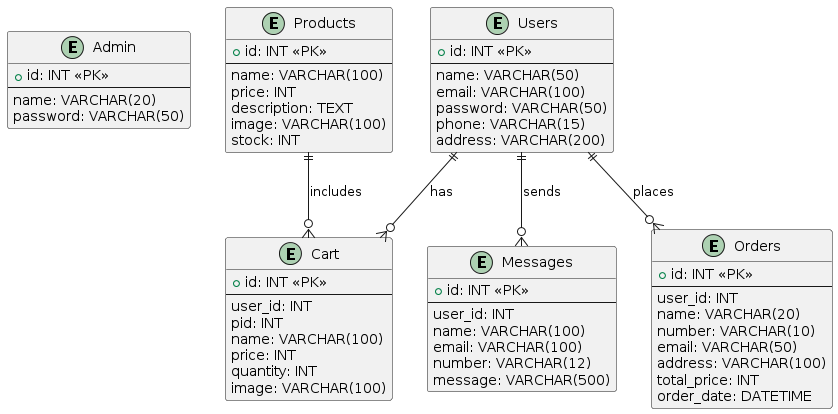 E Admin
id: INT «PK»
name: VARCHAR(20)
password: VARCHAR(50)
E Products
id: INT «PK»
name: VARCHAR(100)
price: INT
description: TEXT
image: VARCHAR(100)
stock: INT
E Users
id: INT «PK»
name: VARCHAR(50)
email: VARCHAR(100)
password: VARCHAR(50)
phone: VARCHAR(15)
address: VARCHAR(200)
includes
has
sends
places
E Cart
id: INT «PK»
user_id: INT
pid: INT
name: VARCHAR(100)
price: INT
quantity: INT
image: VARCHAR(100)
E Messages
id: INT «PK»
user_id: INT
name: VARCHAR(100)
email: VARCHAR(100)
number: VARCHAR(12)
message: VARCHAR(500)
E Orders
id: INT «PK»
user_id: INT
name: VARCHAR(20)
number: VARCHAR(10)
email: VARCHAR(50)
address: VARCHAR(100)
total_price: INT
order_date: DATETIME